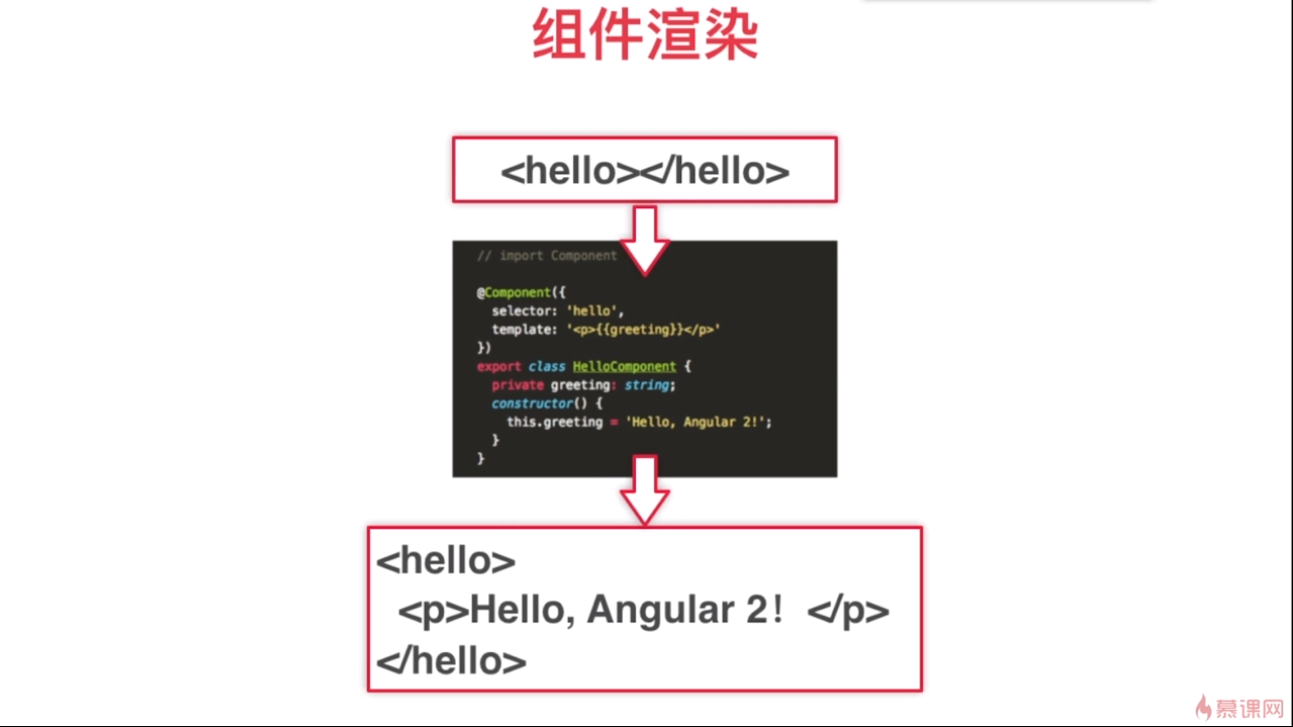 组件渲染
<hello></hello>
// import Component
@Component({
  selector: 'hello',
  template: '<p>{{greeting}}</p>'
})
export class HelloComponent {
  private greeting: string;
  constructor() {
    this.greeting = 'Hello, Angular 2!';
  }
}
<hello>
  <p>Hello, Angular 2！</p>
</hello>
慕课网